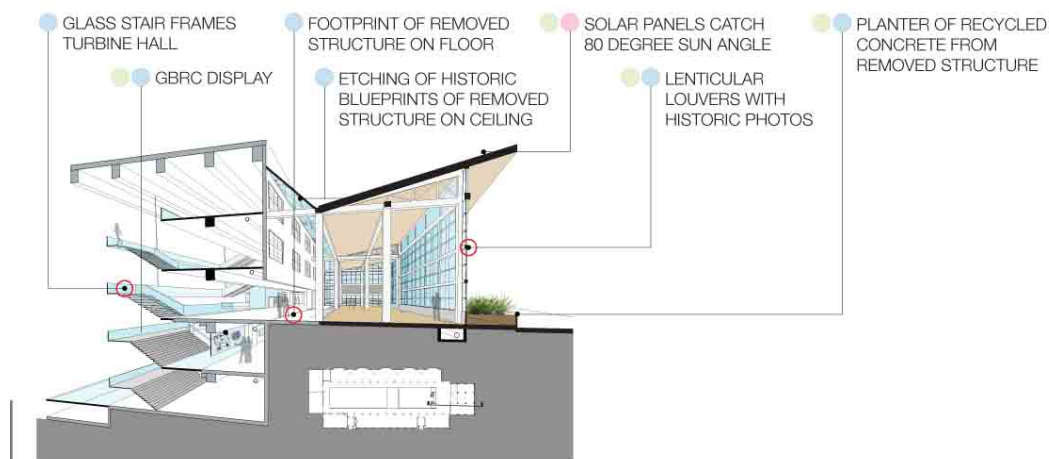 GLASS STAIR FRAMES
TURBINE HALL
GBRC DISPLAY
FOOTPRINT OF REMOVED
STRUCTURE ON FLOOR
ETCHING OF HISTORIC
BLUEPRINTS OF REMOVED
STRUCTURE ON CEILING
SOLAR PANELS CATCH
80 DEGREE SUN ANGLE
LENTICULAR
LOUVERS WITH
HISTORIC PHOTOS
PLANTER OF RECYCLED
CONCRETE FROM
REMOVED STRUCTURE